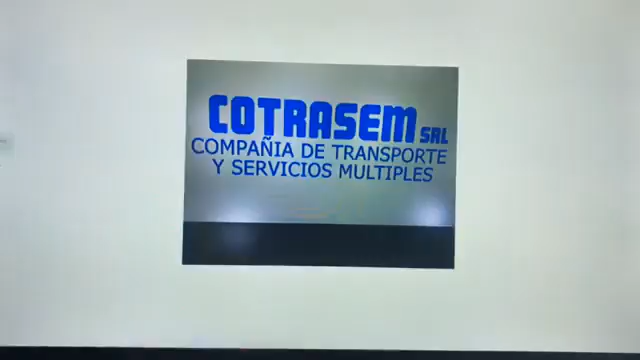 COTRASEM SRL
COMPAÑIA DE TRANSPORTE
Y SERVICIOS MULTIPLES